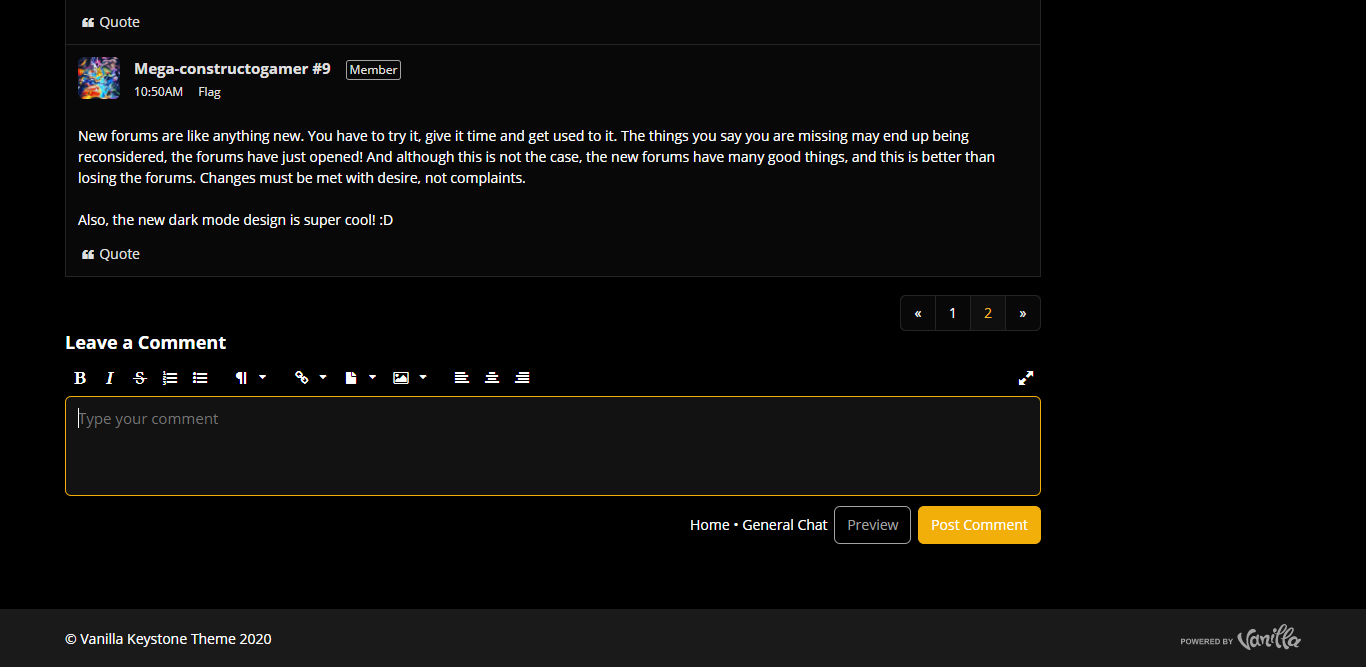 Quote
Mega-constructogamer #9 Member
10:50AM Flag
New forums are like anything new. You have to try it, give it time and get used to it. The things you say you are missing may end up being
reconsidered, the forums have just opened! And although this is not the case, the new forums have many good things, and this is better than
losing the forums. Changes must be met with desire, not complaints.
Also, the new dark mode design is super cool! :D
Quote
« 1 2 »
Leave a Comment
B I S
Type your comment
Home • General Chat Preview Post Comment
© Vanilla Keystone Theme 2020
POWERED BY Vanilla